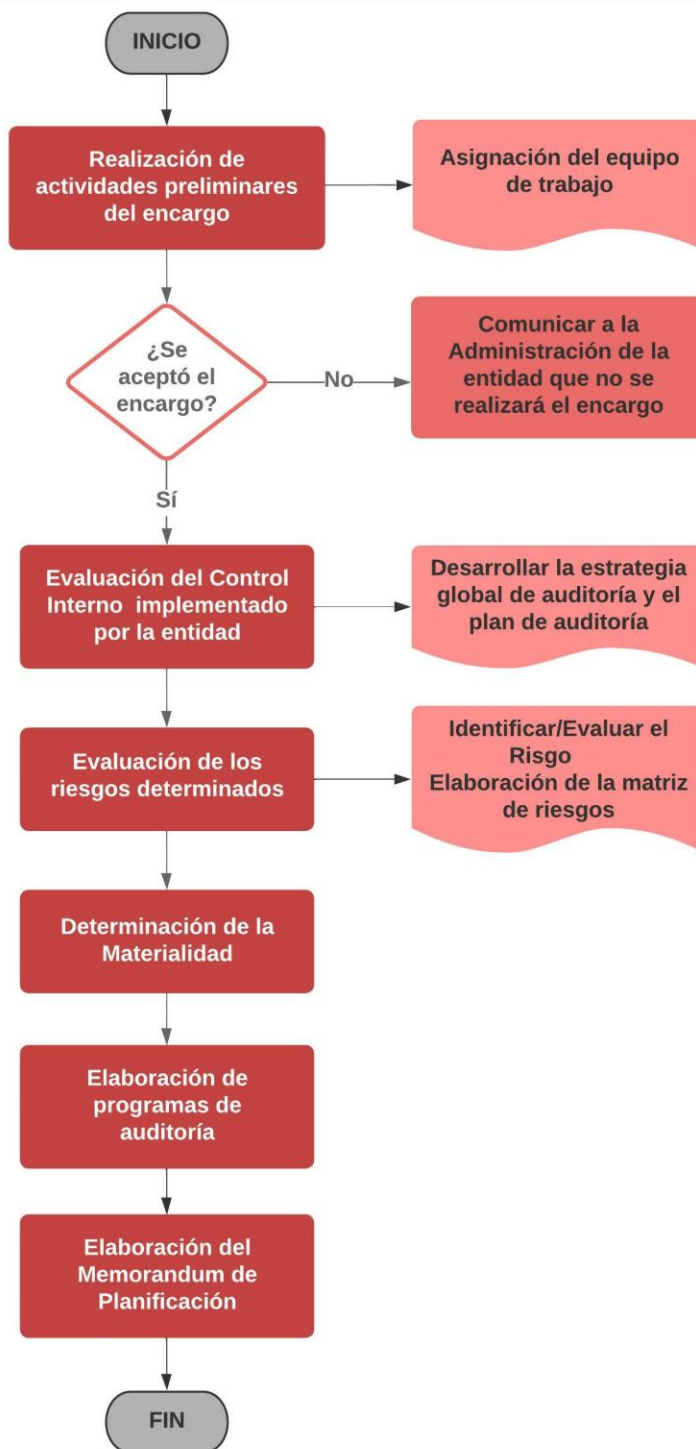 INICIO
Realización de
actividades preliminares
del encargo
Asignación del equipo
de trabajo
¿Se
aceptó el
encargo?
No
Comunicar a la
Administración de la
entidad que no se
realizará el encargo
Sí
Evaluación del Control
Interno implementado
por la entidad
Desarrollar la estrategia
global de auditoría y el
plan de auditoría
Evaluación de los
riesgos determinados
Identificar/Evaluar el
Risgo
Elaboración de la matriz
de riesgos
Determinación de la
Materialidad
Elaboración de
programas de
auditoría
Elaboración del
Memorandum de
Planificación
FIN